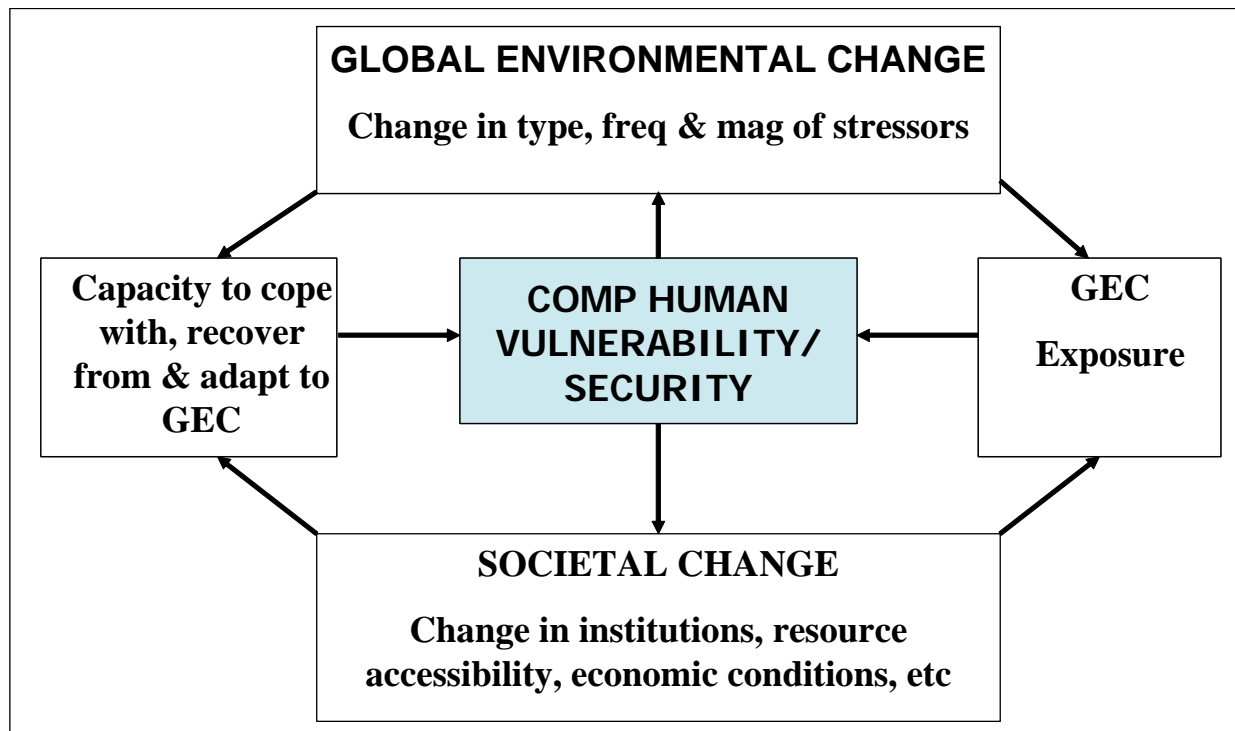 GLOBAL ENVIRONMENTAL CHANGE
Change in type, freq & mag of stressors
Capacity to cope
with, recover
from & adapt to
GEC
COMP HUMAN
VULNERABILITY/
SECURITY
GEC
Exposure
SOCIETAL CHANGE
Change in institutions, resource
accessibility, economic conditions, etc